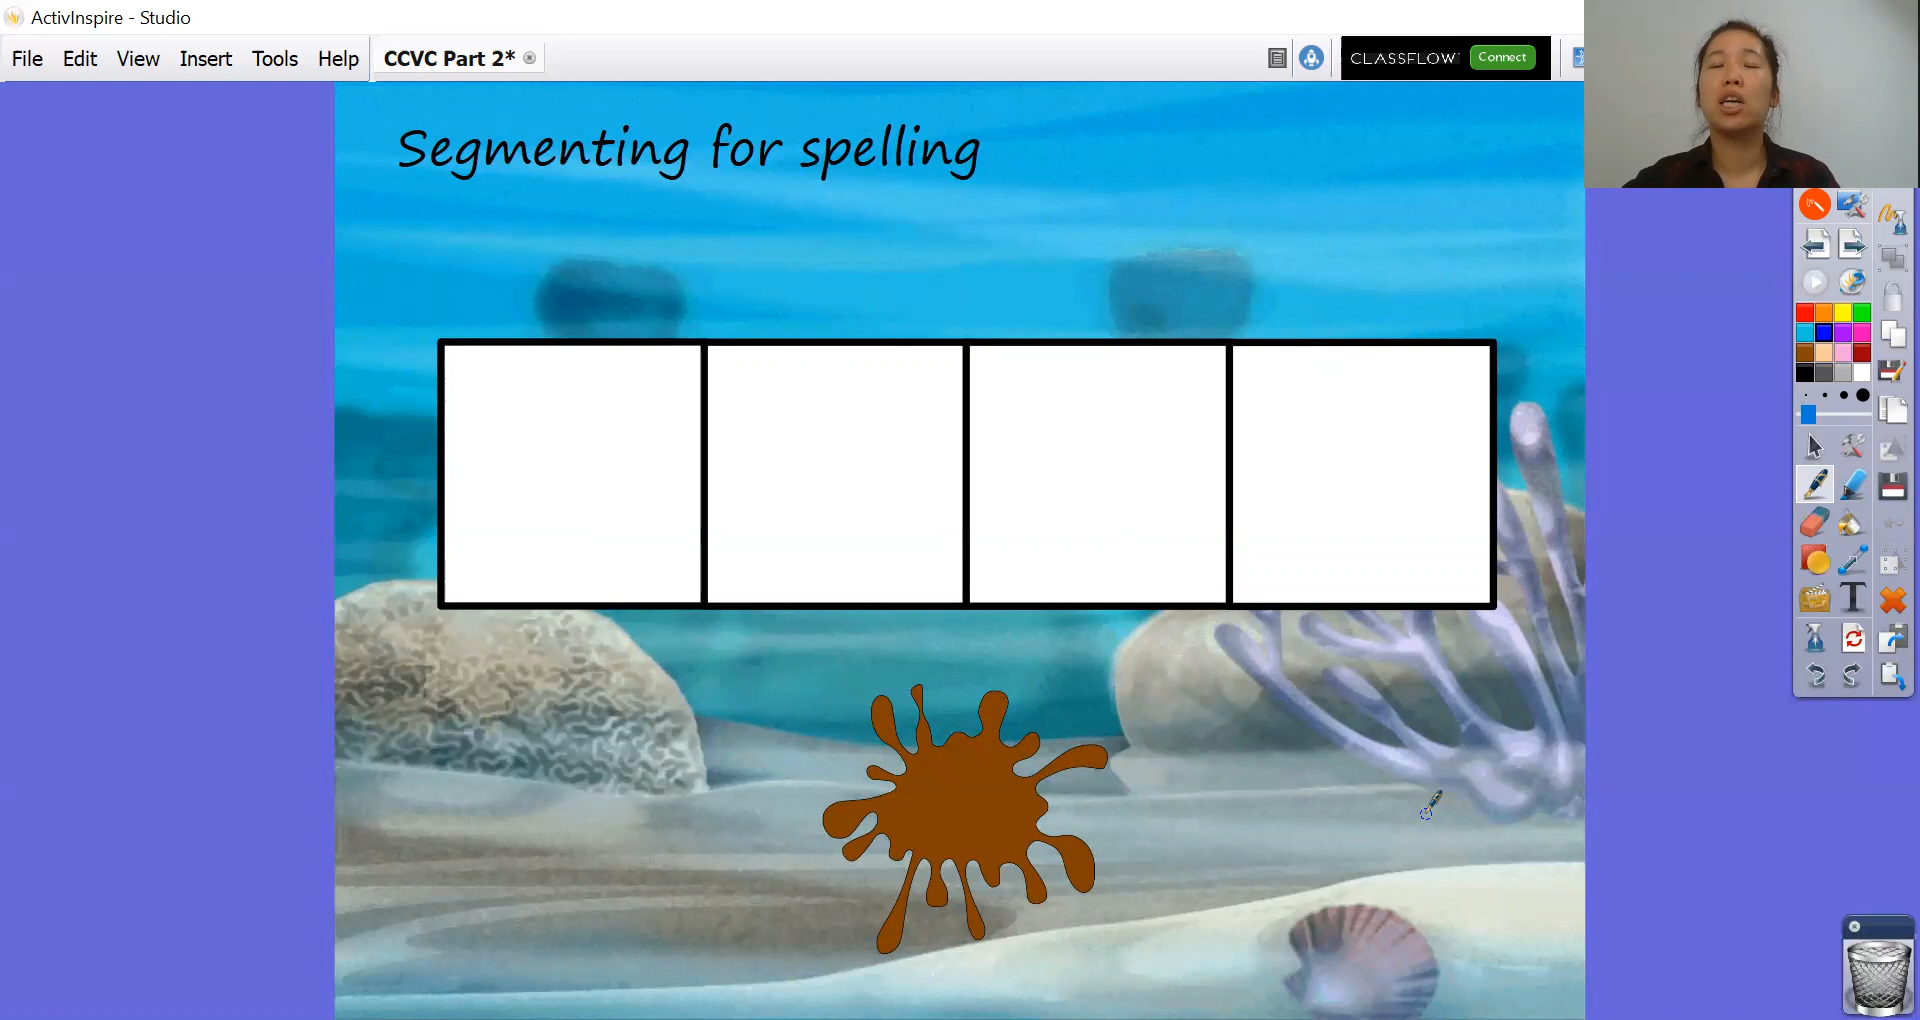 ActivInspire - Studio
File Edit View Insert Tools Help CCVC Part 2* CLASSFLOW Connect
Segmenting for spelling
T